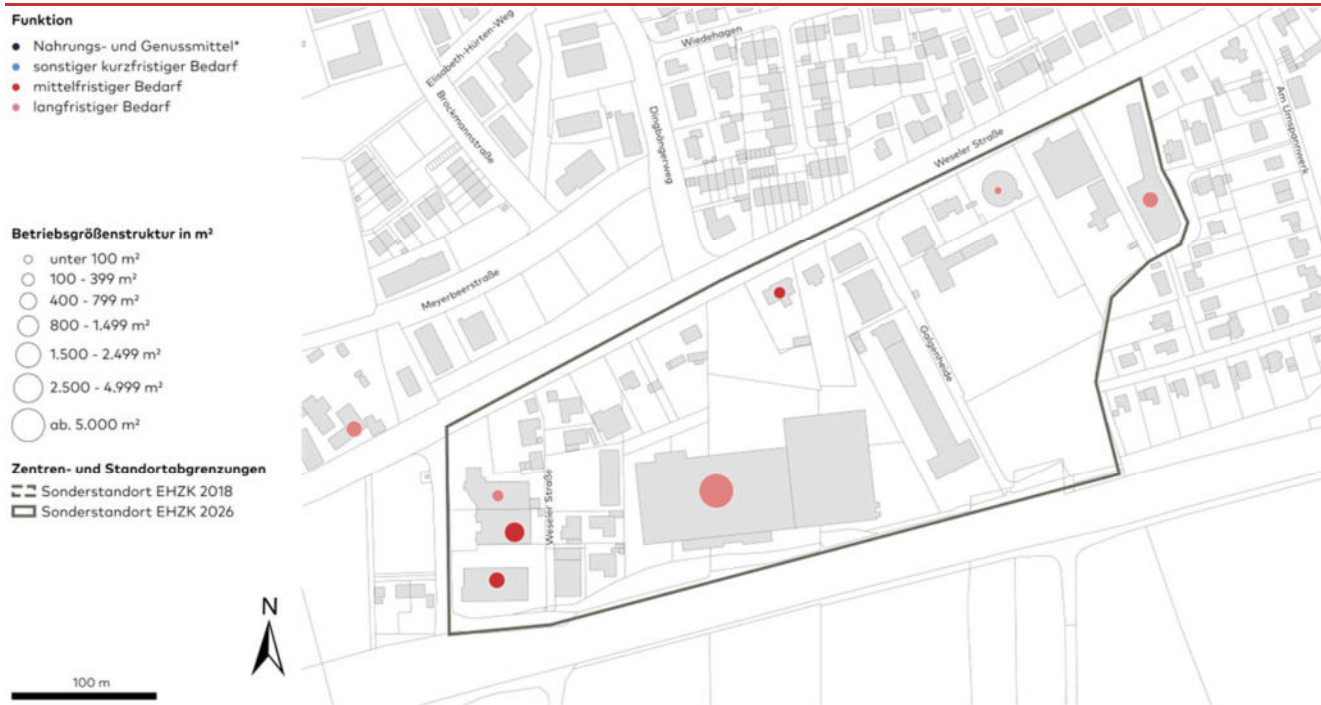 Funktion
Nahrungs- und Genussmittel*
sonstiger kurzfristiger Bedarf
mittelfristiger Bedarf
langfristiger Bedarf
Betriebsgrößenstruktur in m²
unter 100 m²
100 - 399 m²
400 - 799 m²
800 - 1.499 m²
1.500 - 2.499 m²
2.500 - 4.999 m²
ab. 5.000 m²
Zentren- und Standortabgrenzungen
Sonderstandort EHZK 2018
Sonderstandort EHZK 2026
N
100 m
Elisabeth-Hürten-Weg
Brockmannstraße
Wiedehagen
Dingbängerweg
Weseler Straße
Am Umspannwerk
Meyerbeerstraße
Galgenheide
Weseler Straße